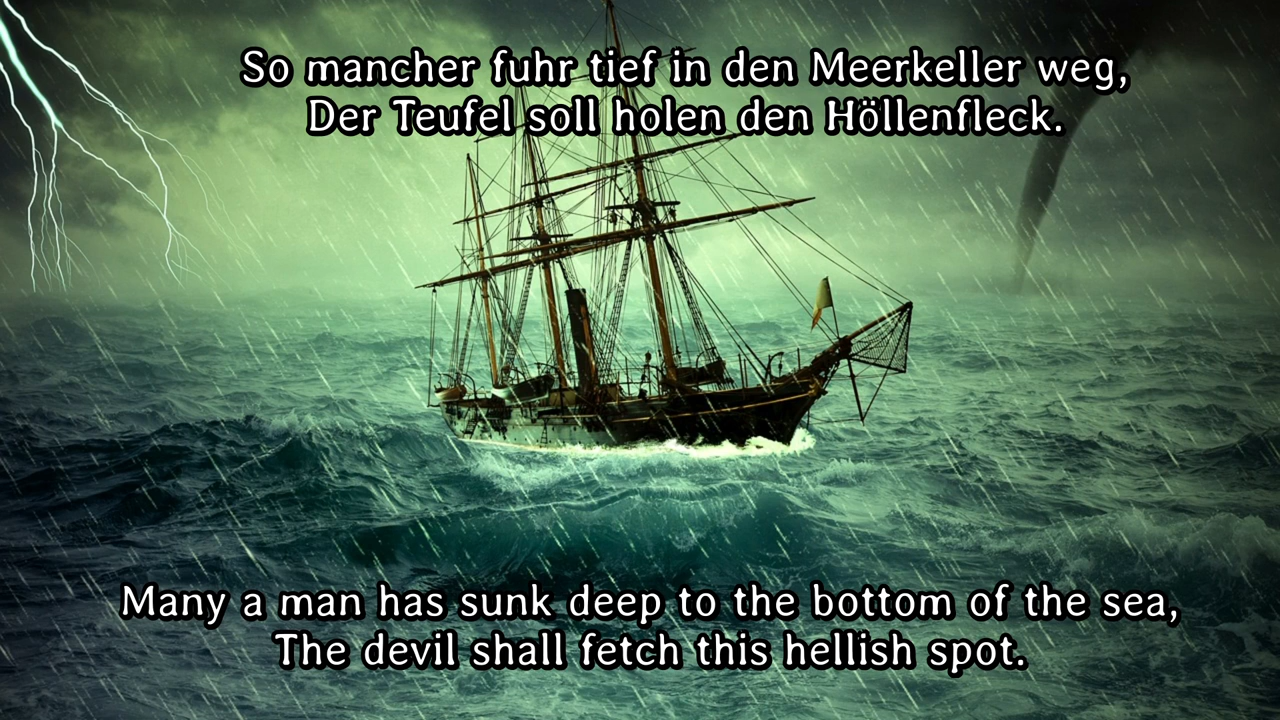 So mancher fuhr tief in den Meerkeller weg,
Der Teufel soll holen den Höllenfleck.
Many a man has sunk deep to the bottom of the sea,
The devil shall fetch this hellish spot.